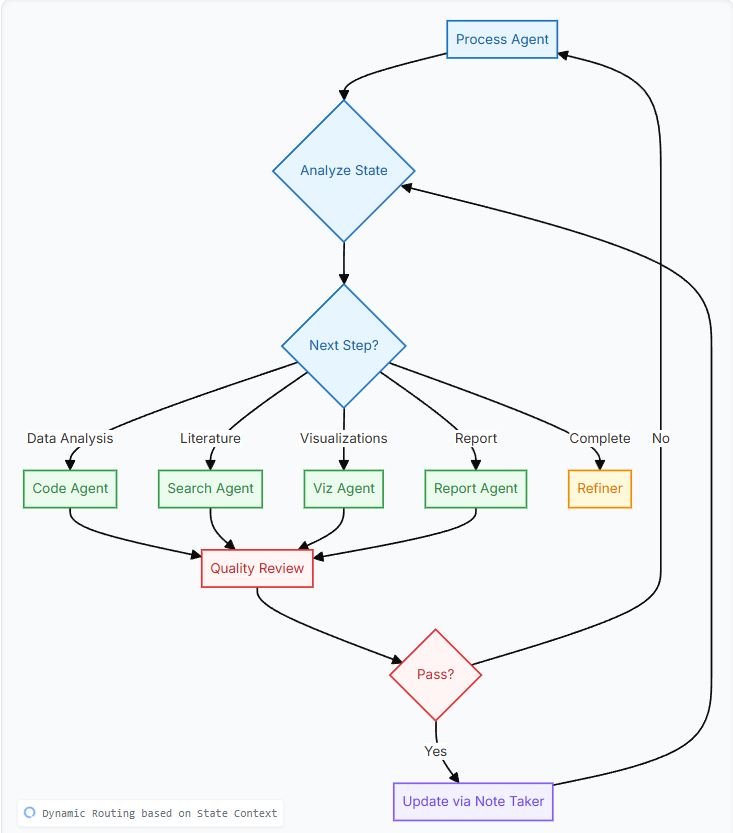 Process Agent
Analyze State
Next Step?
Data Analysis
Literature
Visualizations
Report
Complete
No
Code Agent
Search Agent
Viz Agent
Report Agent
Refiner
Quality Review
Pass?
Yes
Update via Note Taker
Dynamic Routing based on State Context